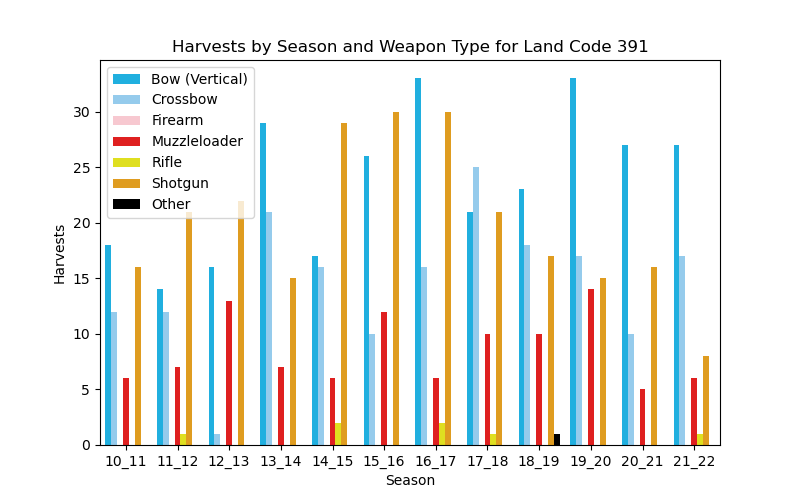 Harvests by Season and Weapon Type for Land Code 391
Bow (Vertical)
Crossbow
Firearm
Muzzleloader
Rifle
Shotgun
Other
Harvests
30
25
20
15
10
5
0
10_11 11_12 12_13 13_14 14_15 15_16 16_17 17_18 18_19 19_20 20_21 21_22
Season